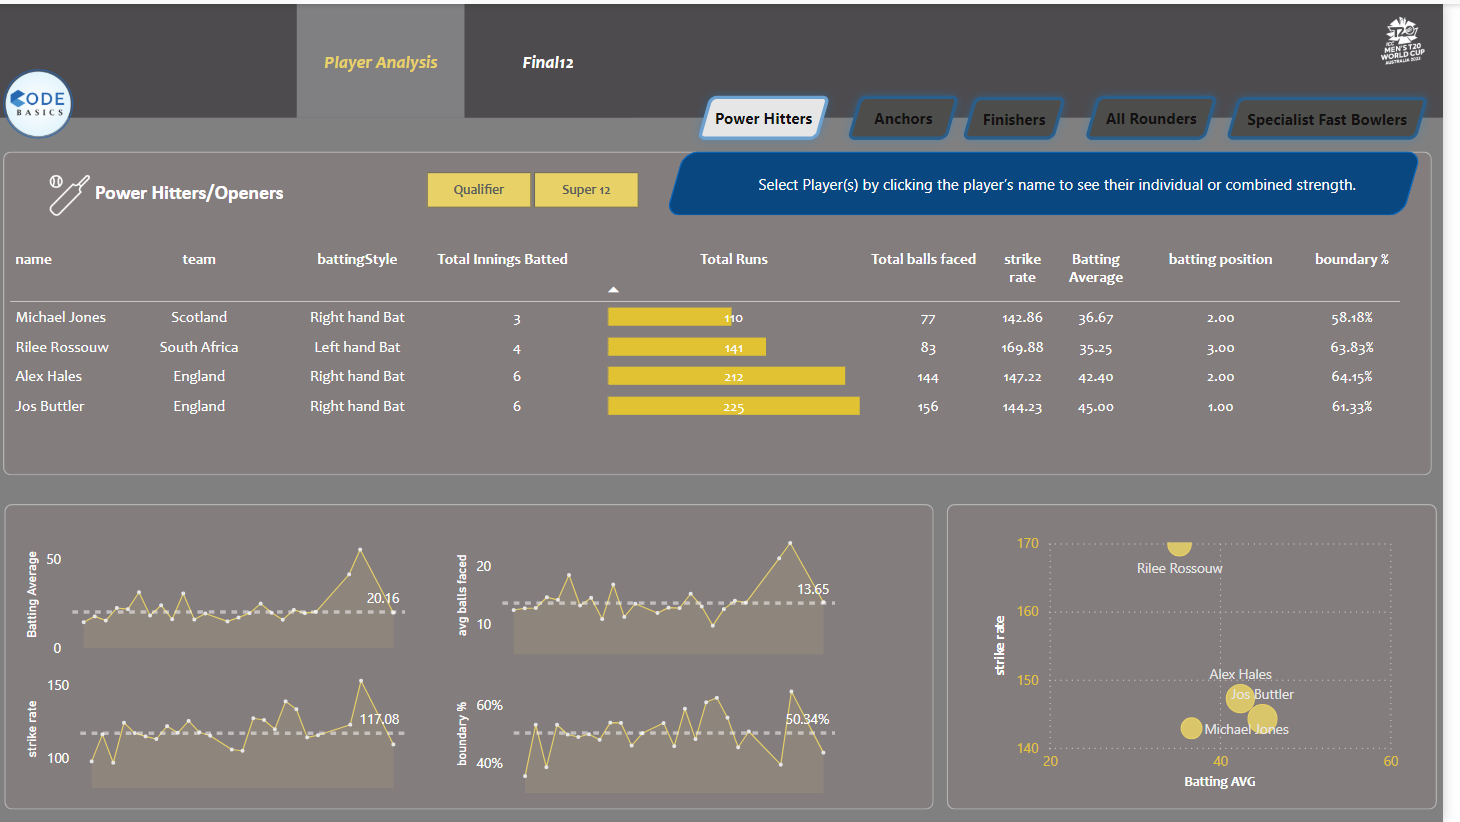 Player Analysis
Final12
ICC
T20
MEN'S T20
WORLD CUP
AUSTRALIA 2022
CODE
BASICS
Power Hitters
Anchors
Finishers
All Rounders
Specialist Fast Bowlers
Power Hitters/Openers
Qualifier
Super 12
Select Player(s) by clicking the player's name to see their individual or combined strength.
name team battingStyle Total Innings Batted Total Runs Total balls faced strike rate Batting Average batting position boundary %
Michael Jones Scotland Right hand Bat 3 110 77 142.86 36.67 2.00 58.18%
Rilee Rossouw South Africa Left hand Bat 4 141 83 169.88 35.25 3.00 63.83%
Alex Hales England Right hand Bat 6 212 144 147.22 42.40 2.00 64.15%
Jos Buttler England Right hand Bat 6 225 156 144.23 45.00 1.00 61.33%
Batting Average
50
0
20.16
avg balls faced
20
10
13.65
strike rate
150
100
117.08
boundary %
60%
40%
50.34%
strike rate
170
160
150
140
Rilee Rossouw
Alex Hales
Jos Buttler
Michael Jones
20 40 60
Batting AVG